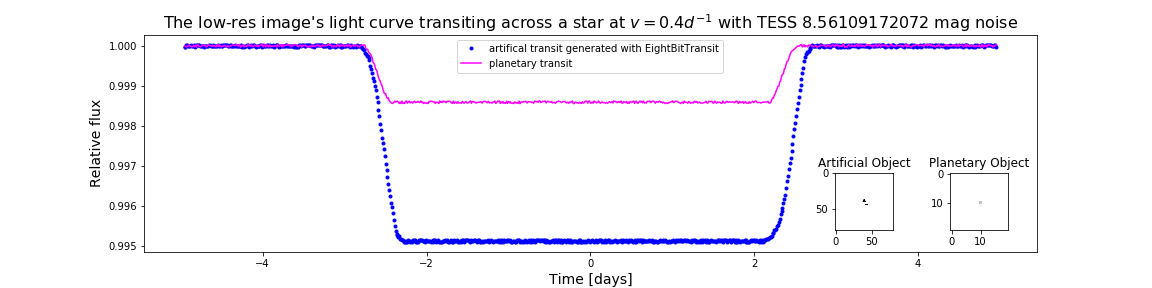 The low-res image's light curve transiting across a star at v = 0.4d⁻¹ with TESS 8.56109172072 mag noise
artifical transit generated with EightBitTransit
planetary transit
Relative flux
1.000
0.999
0.998
0.997
0.996
0.995
Artificial Object
0
50
0 50
Planetary Object
0
10
0 10
−4 −2 0 2 4
Time [days]